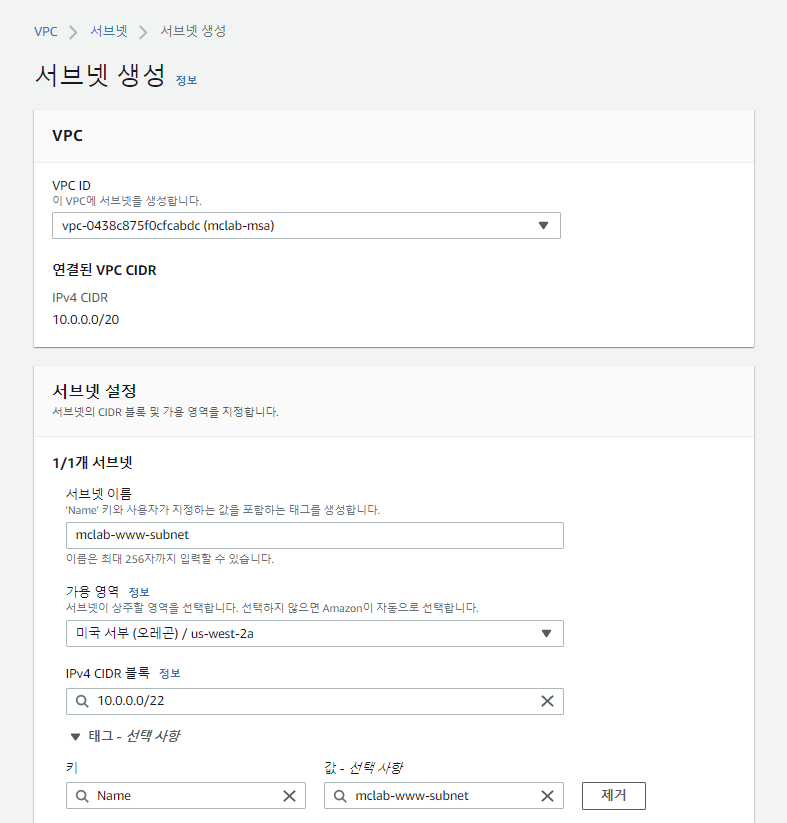 VPC > 서브넷 > 서브넷 생성
서브넷 생성 정보
VPC
VPC ID
이 VPC에 서브넷을 생성합니다.
vpc-0438c875f0cfcabdc (mclab-msa)
연결된 VPC CIDR
IPv4 CIDR
10.0.0.0/20
서브넷 설정
서브넷의 CIDR 블록 및 가용 영역을 지정합니다.
1/1개 서브넷
서브넷 이름
'Name' 키와 사용자가 지정하는 값을 포함하는 태그를 생성합니다.
mclab-www-subnet
이름은 최대 256자까지 입력할 수 있습니다.
가용 영역 정보
서브넷이 상주할 영역을 선택합니다. 선택하지 않으면 Amazon이 자동으로 선택합니다.
미국 서부 (오레곤) / us-west-2a
IPv4 CIDR 블록 정보
10.0.0.0/22
태그 - 선택 사항
키 값 - 선택 사항
Name mclab-www-subnet 제거